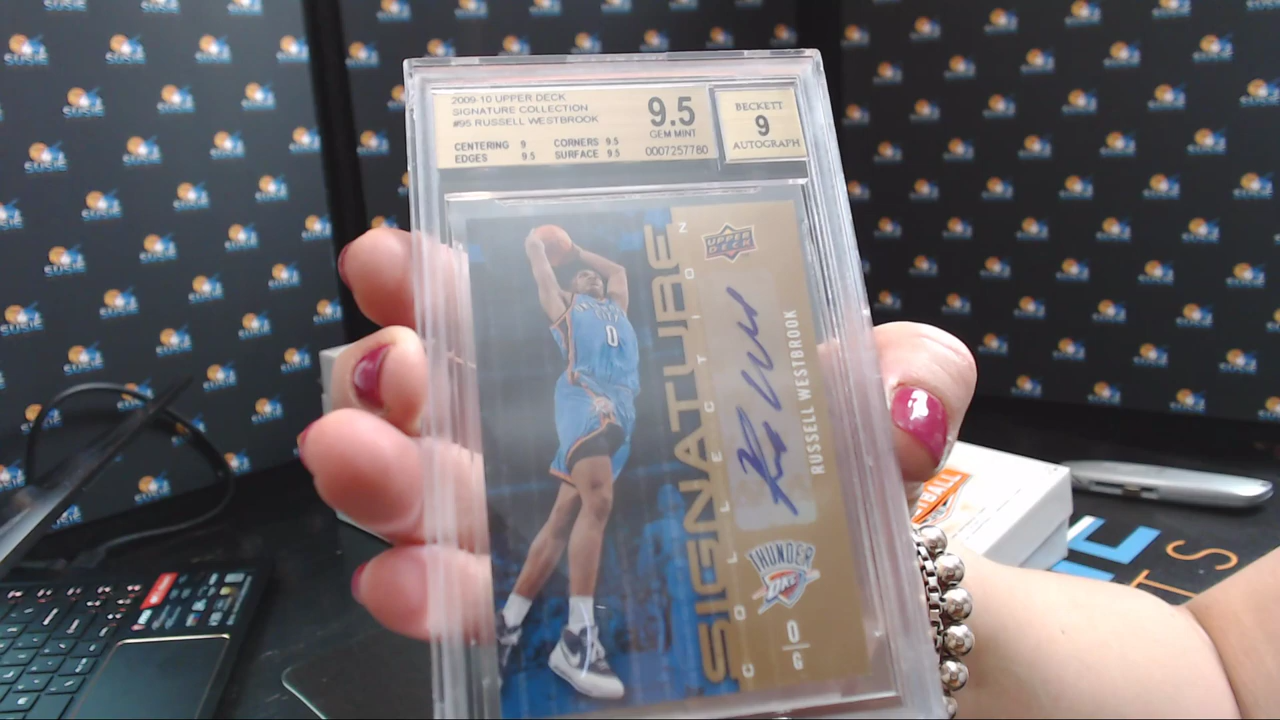 2009-10 UPPER DECK
SIGNATURE COLLECTION
#95 RUSSELL WESTBROOK
CENTERING 9 CORNERS 9.5
EDGES 9.5 SURFACE 9.5
9.5
GEM MINT
0007257780
BECKETT
9
AUTOGRAPH
UPPER DECK
SIGNATURE
COLLECTION
RUSSELL WESTBROOK
0
THUNDER
OKC
0/G
SUSIE